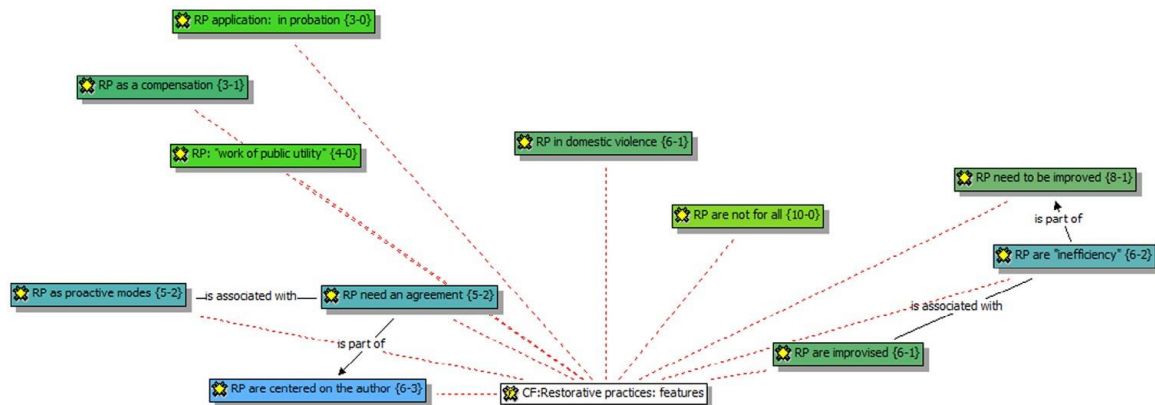 RP application:  in probation {3-0}
RP as a compensation {3-1}
RP: "work of public utility" {4-0}
RP in domestic violence {6-1}
RP need to be improved {8-1}
RP are not for all {10-0}
is part of
RP are "inefficiency" {6-2}
RP as proactive modes {5-2}
is associated with
RP need an agreement {5-2}
is associated with
is part of
RP are improvised {6-1}
RP are centered on the author {6-3}
CF:Restorative practices: features